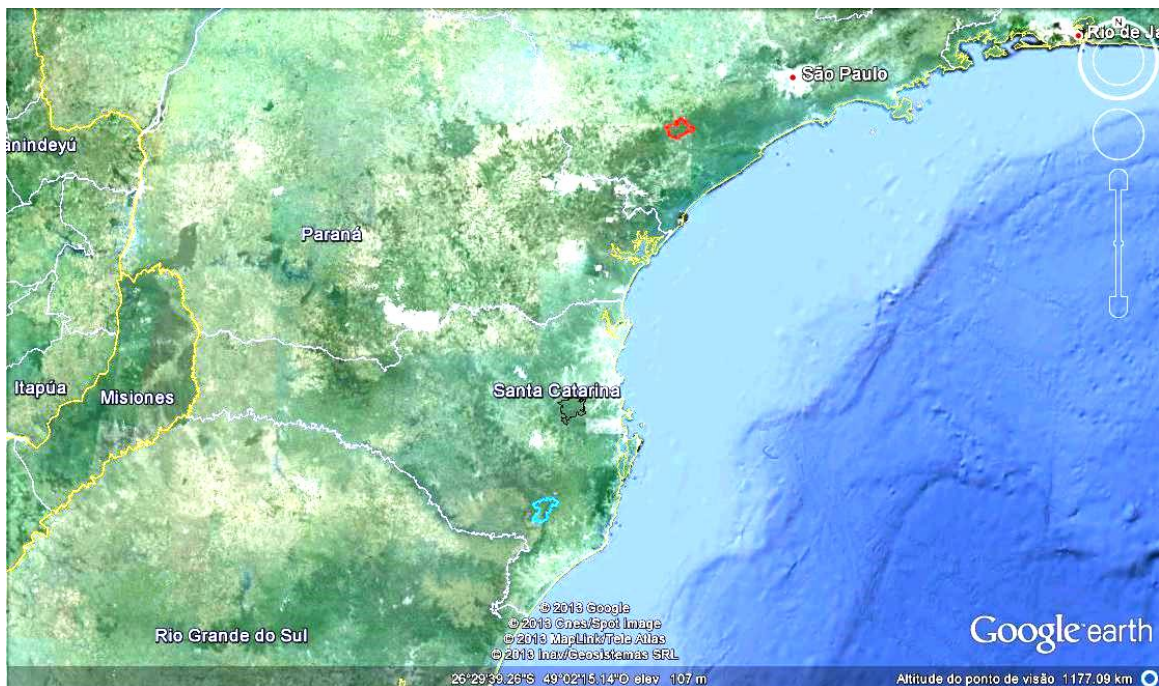 N
Rio de Ja
São Paulo
anindeyú
Paraná
Itapúa
Misiones
Santa Catarina
Rio Grande do Sul
© 2013 Google
© 2013 Cnes/Spot Image
© 2013 MapLink/Tele Atlas
© 2013 Inav/Geosistemas SRL
Google earth
26°29'39.26"S 49°02'15.14"O elev 107 m
Altitude do ponto de visão 1177.09 km